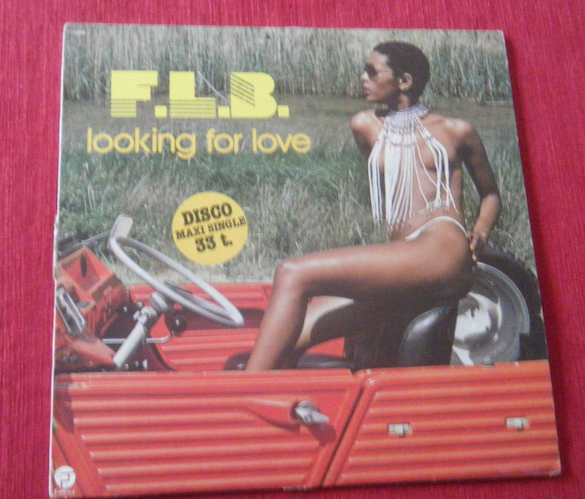 F.L.B.
looking for love
DISCO
MAXI SINGLE
33 t.